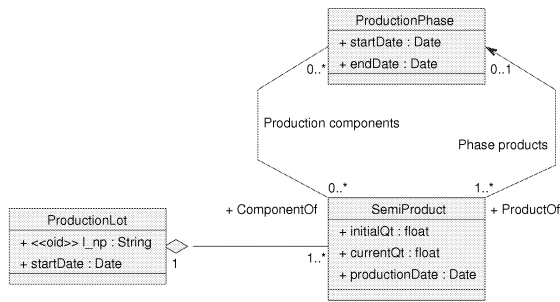 ProductionPhase
+ startDate : Date
+ endDate : Date
0..*
0..1
Production components
Phase products
0..*
1..*
+ ComponentOf
+ ProductOf
SemiProduct
+ initialQt : float
+ currentQt : float
+ productionDate : Date
ProductionLot
+ <<oid>> l_np : String
+ startDate : Date
1
1..*